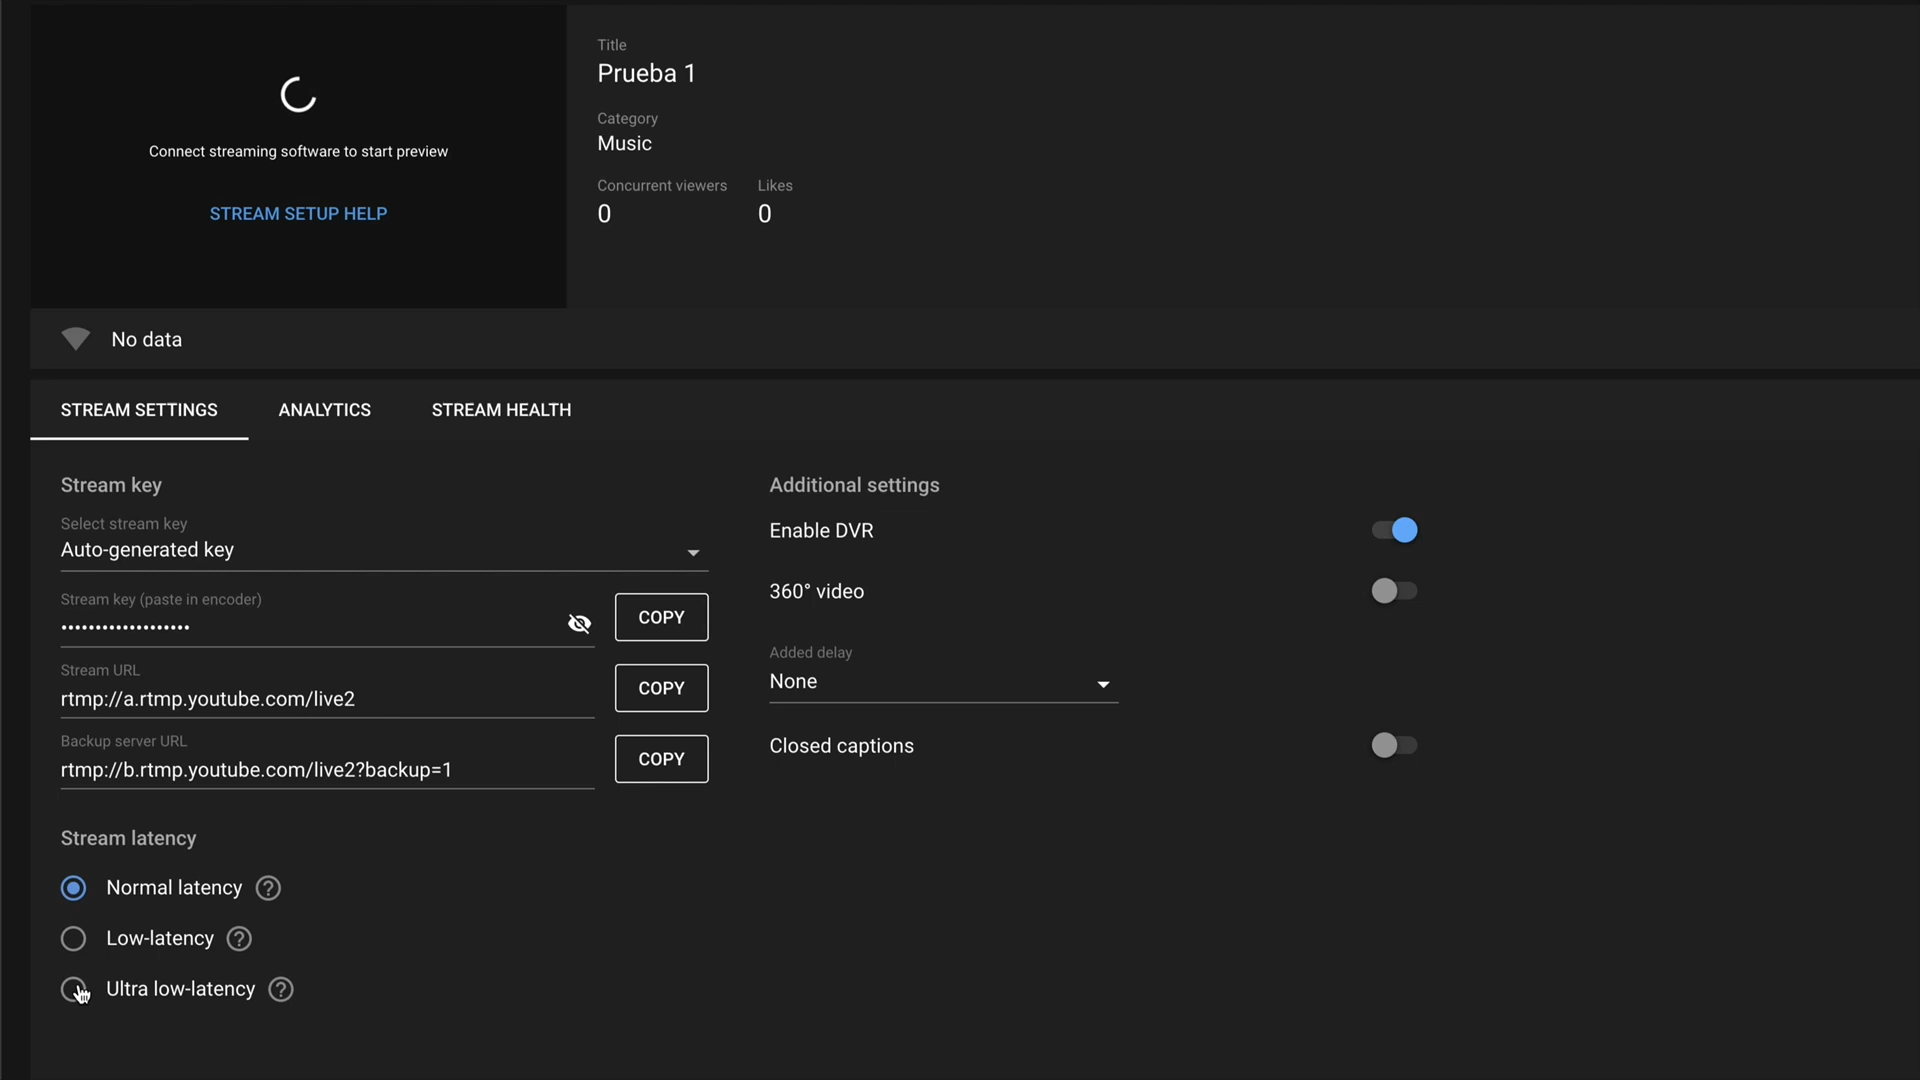 Connect streaming software to start preview
STREAM SETUP HELP
Title
Prueba 1
Category
Music
Concurrent viewers Likes
0 0
No data
STREAM SETTINGS ANALYTICS STREAM HEALTH
Stream key
Select stream key
Auto-generated key
Stream key (paste in encoder)
•••••••••••••••••••
COPY
Stream URL
rtmp://a.rtmp.youtube.com/live2
COPY
Backup server URL
rtmp://b.rtmp.youtube.com/live2?backup=1
COPY
Stream latency
Normal latency ?
Low-latency ?
Ultra low-latency ?
Additional settings
Enable DVR
360° video
Added delay
None
Closed captions